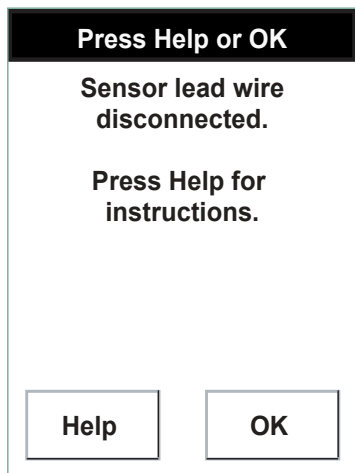 Press Help or OK
Sensor lead wire
disconnected.
Press Help for
instructions.
Help
OK